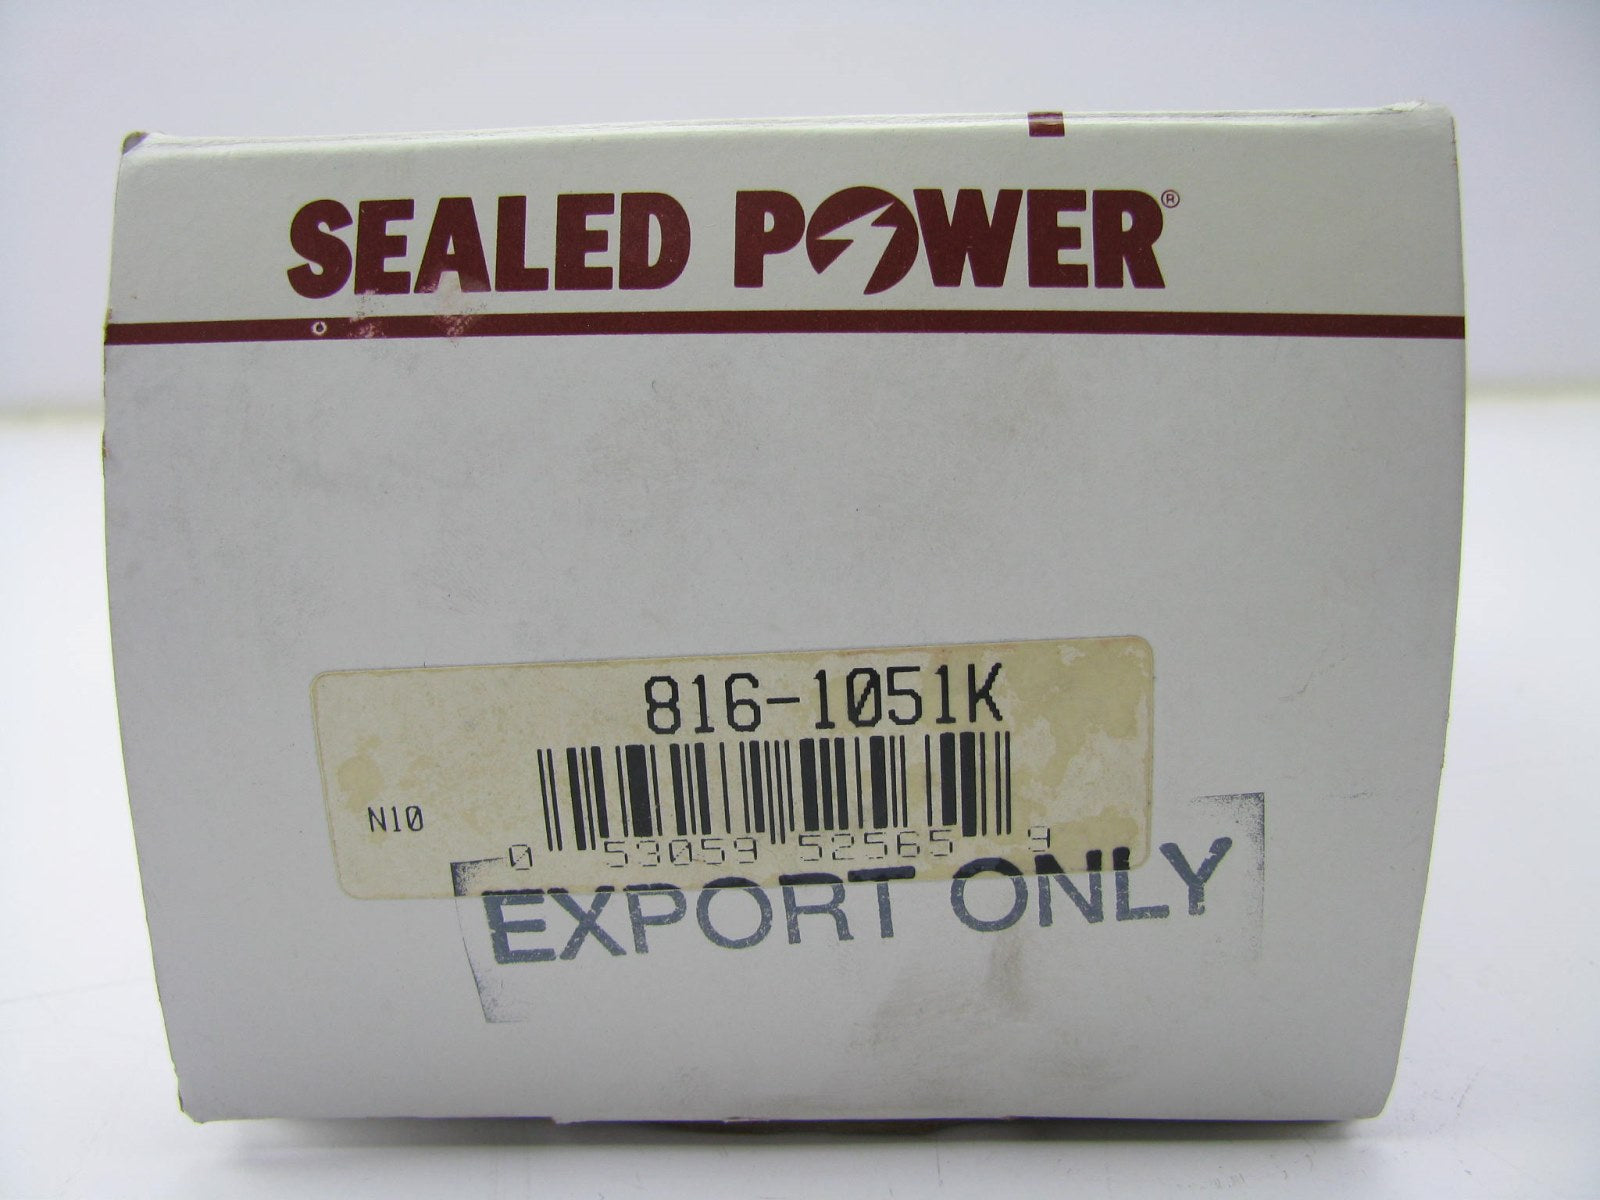 SEALED POWER®
816-1051K
N10
0 53059 52565 9
EXPORT ONLY